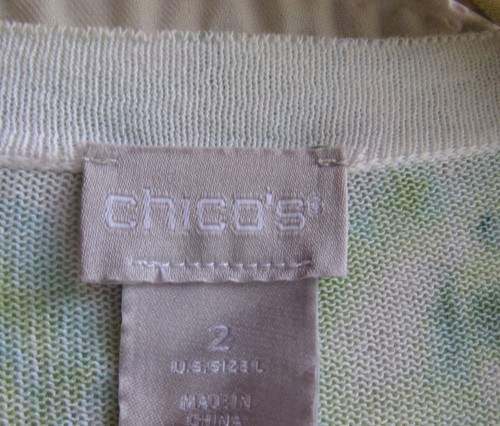 chico's®
2
U.S. SIZE L
MADE IN
CHINA